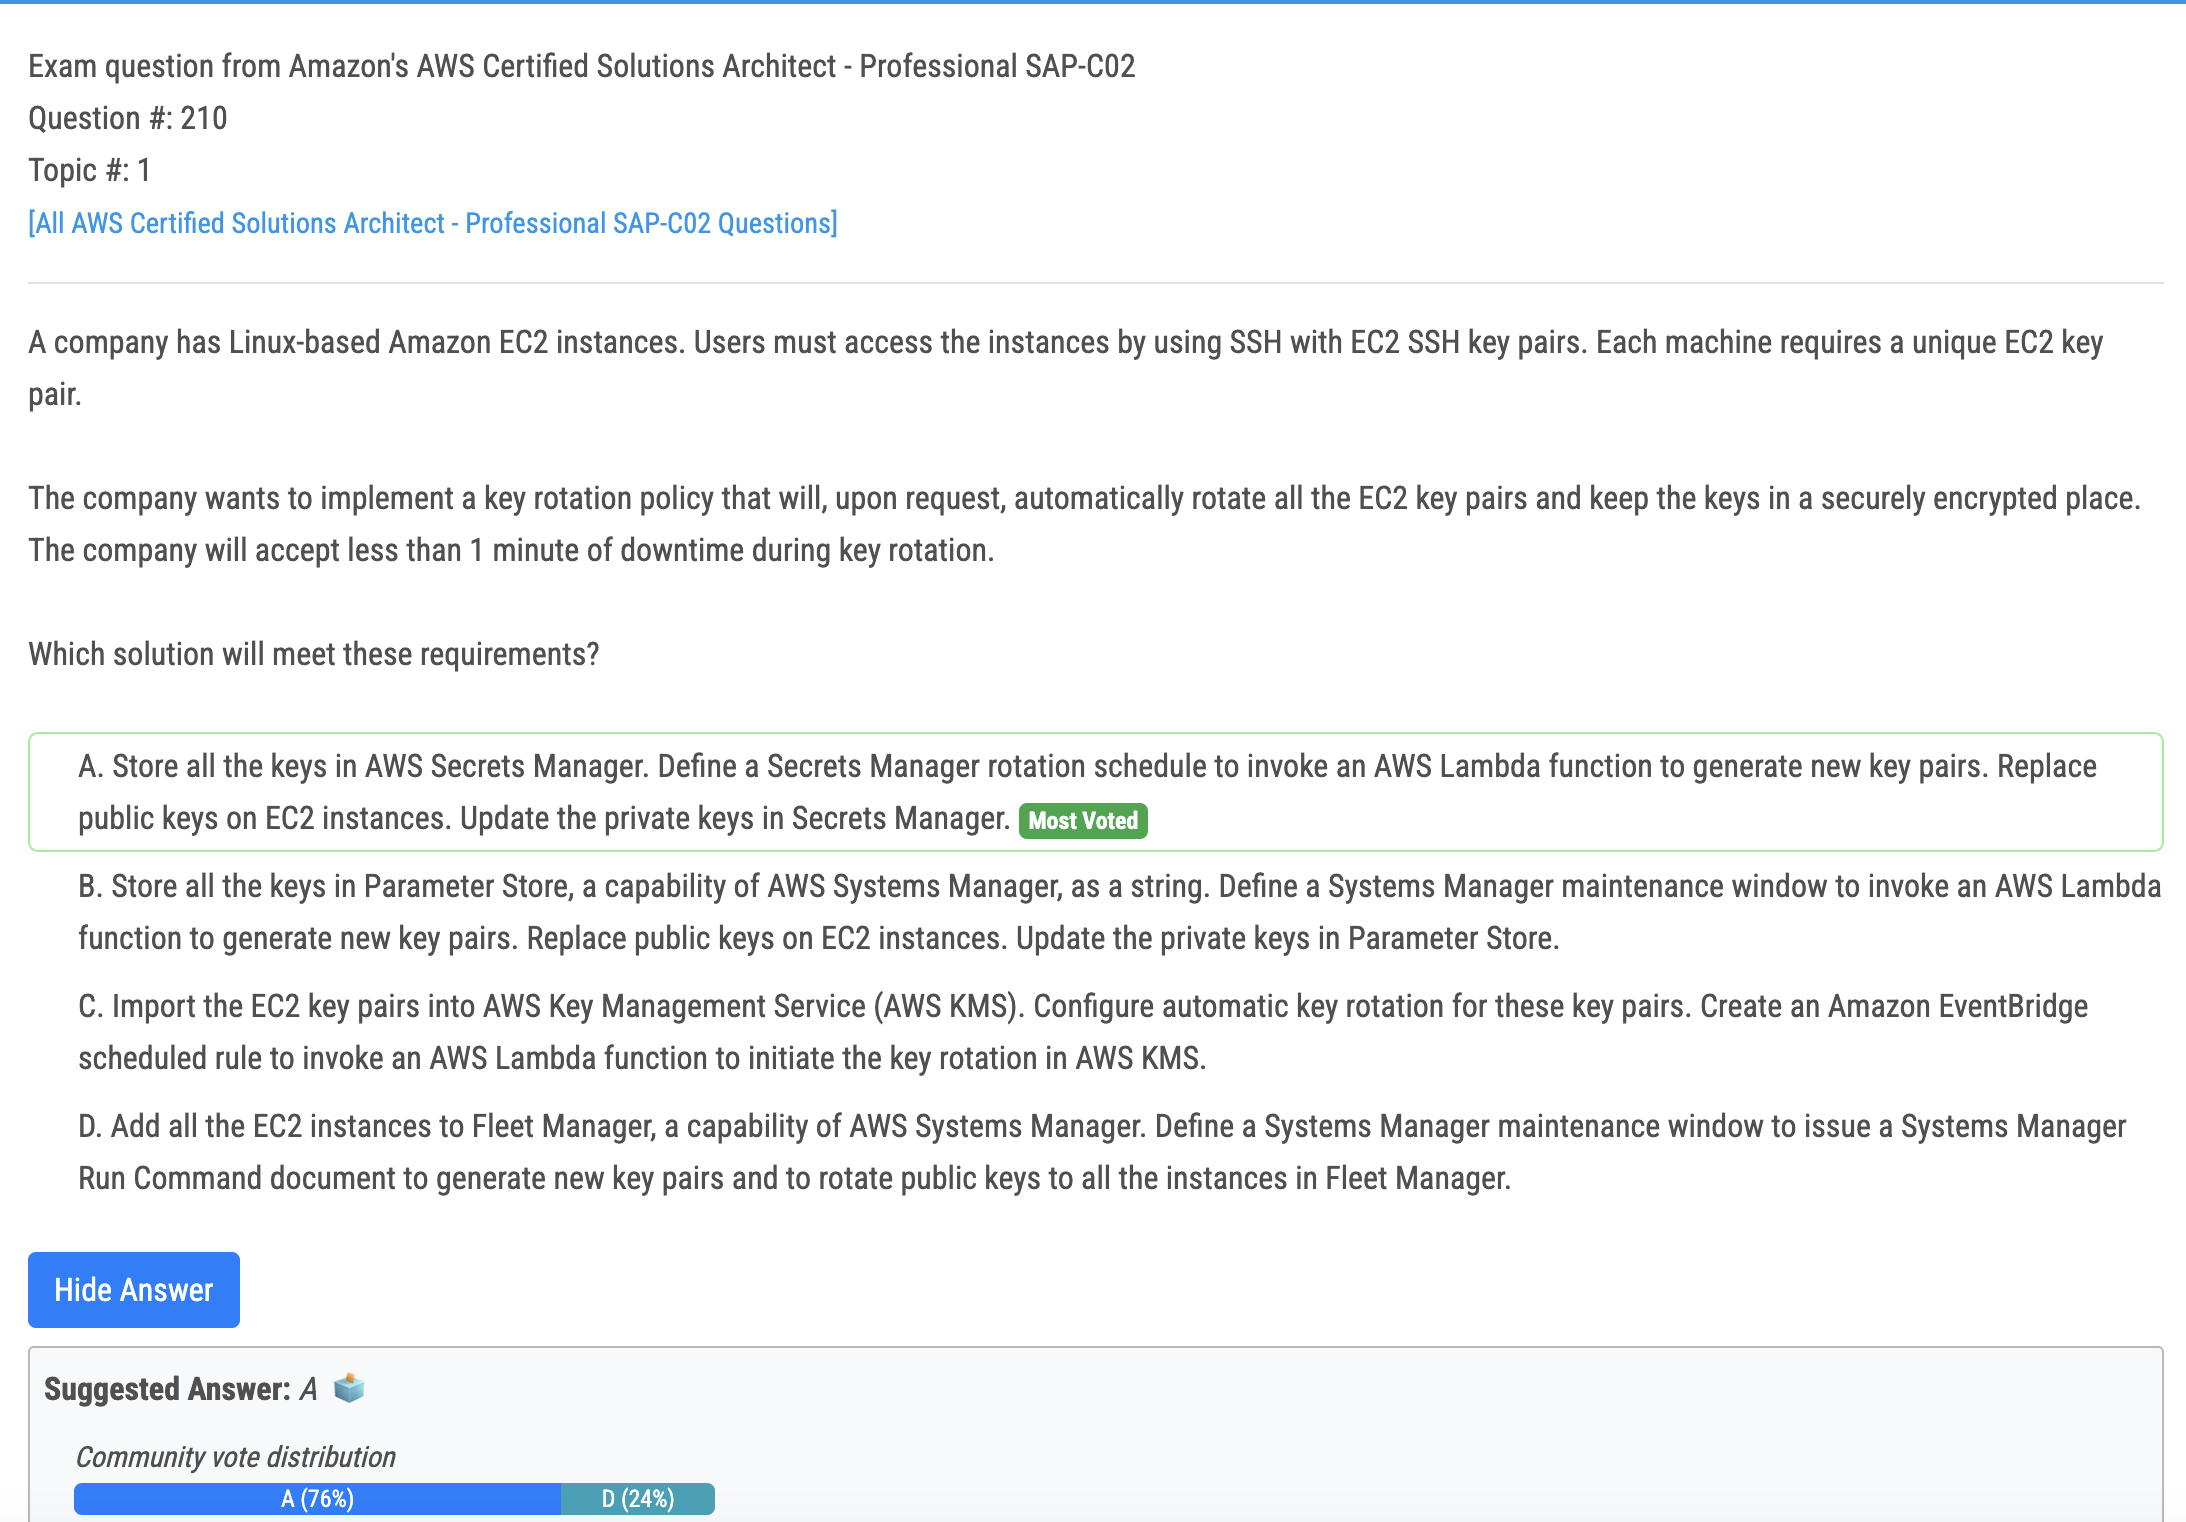 Exam question from Amazon's AWS Certified Solutions Architect - Professional SAP-C02
Question #: 210
Topic #: 1
[All AWS Certified Solutions Architect - Professional SAP-C02 Questions]
A company has Linux-based Amazon EC2 instances. Users must access the instances by using SSH with EC2 SSH key pairs. Each machine requires a unique EC2 key
pair.
The company wants to implement a key rotation policy that will, upon request, automatically rotate all the EC2 key pairs and keep the keys in a securely encrypted place.
The company will accept less than 1 minute of downtime during key rotation.
Which solution will meet these requirements?
A. Store all the keys in AWS Secrets Manager. Define a Secrets Manager rotation schedule to invoke an AWS Lambda function to generate new key pairs. Replace
public keys on EC2 instances. Update the private keys in Secrets Manager. Most Voted
B. Store all the keys in Parameter Store, a capability of AWS Systems Manager, as a string. Define a Systems Manager maintenance window to invoke an AWS Lambda
function to generate new key pairs. Replace public keys on EC2 instances. Update the private keys in Parameter Store.
C. Import the EC2 key pairs into AWS Key Management Service (AWS KMS). Configure automatic key rotation for these key pairs. Create an Amazon EventBridge
scheduled rule to invoke an AWS Lambda function to initiate the key rotation in AWS KMS.
D. Add all the EC2 instances to Fleet Manager, a capability of AWS Systems Manager. Define a Systems Manager maintenance window to issue a Systems Manager
Run Command document to generate new key pairs and to rotate public keys to all the instances in Fleet Manager.
Hide Answer
Suggested Answer: A
Community vote distribution
A (76%) D (24%)